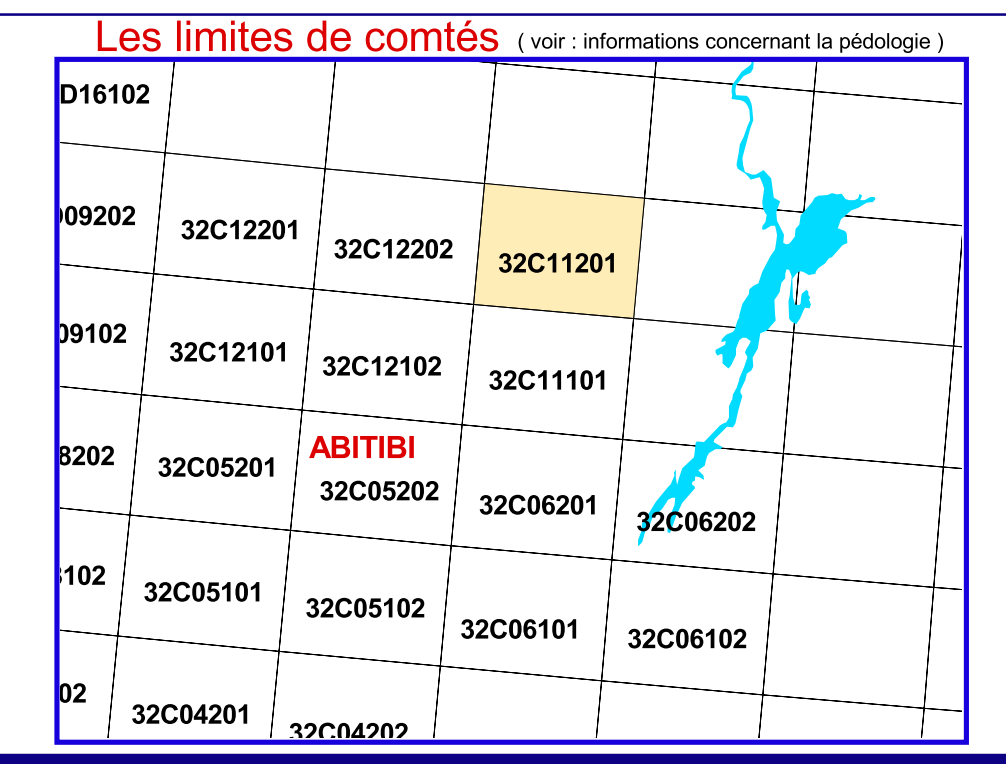 Les limites de comtés ( voir : informations concernant la pédologie )
D16102
09202 32C12201 32C12202 32C11201
09102 32C12101 32C12102 32C11101
ABITIBI
8202 32C05201 32C05202 32C06201 32C06202
102 32C05101 32C05102 32C06101 32C06102
02 32C04201 32C04202